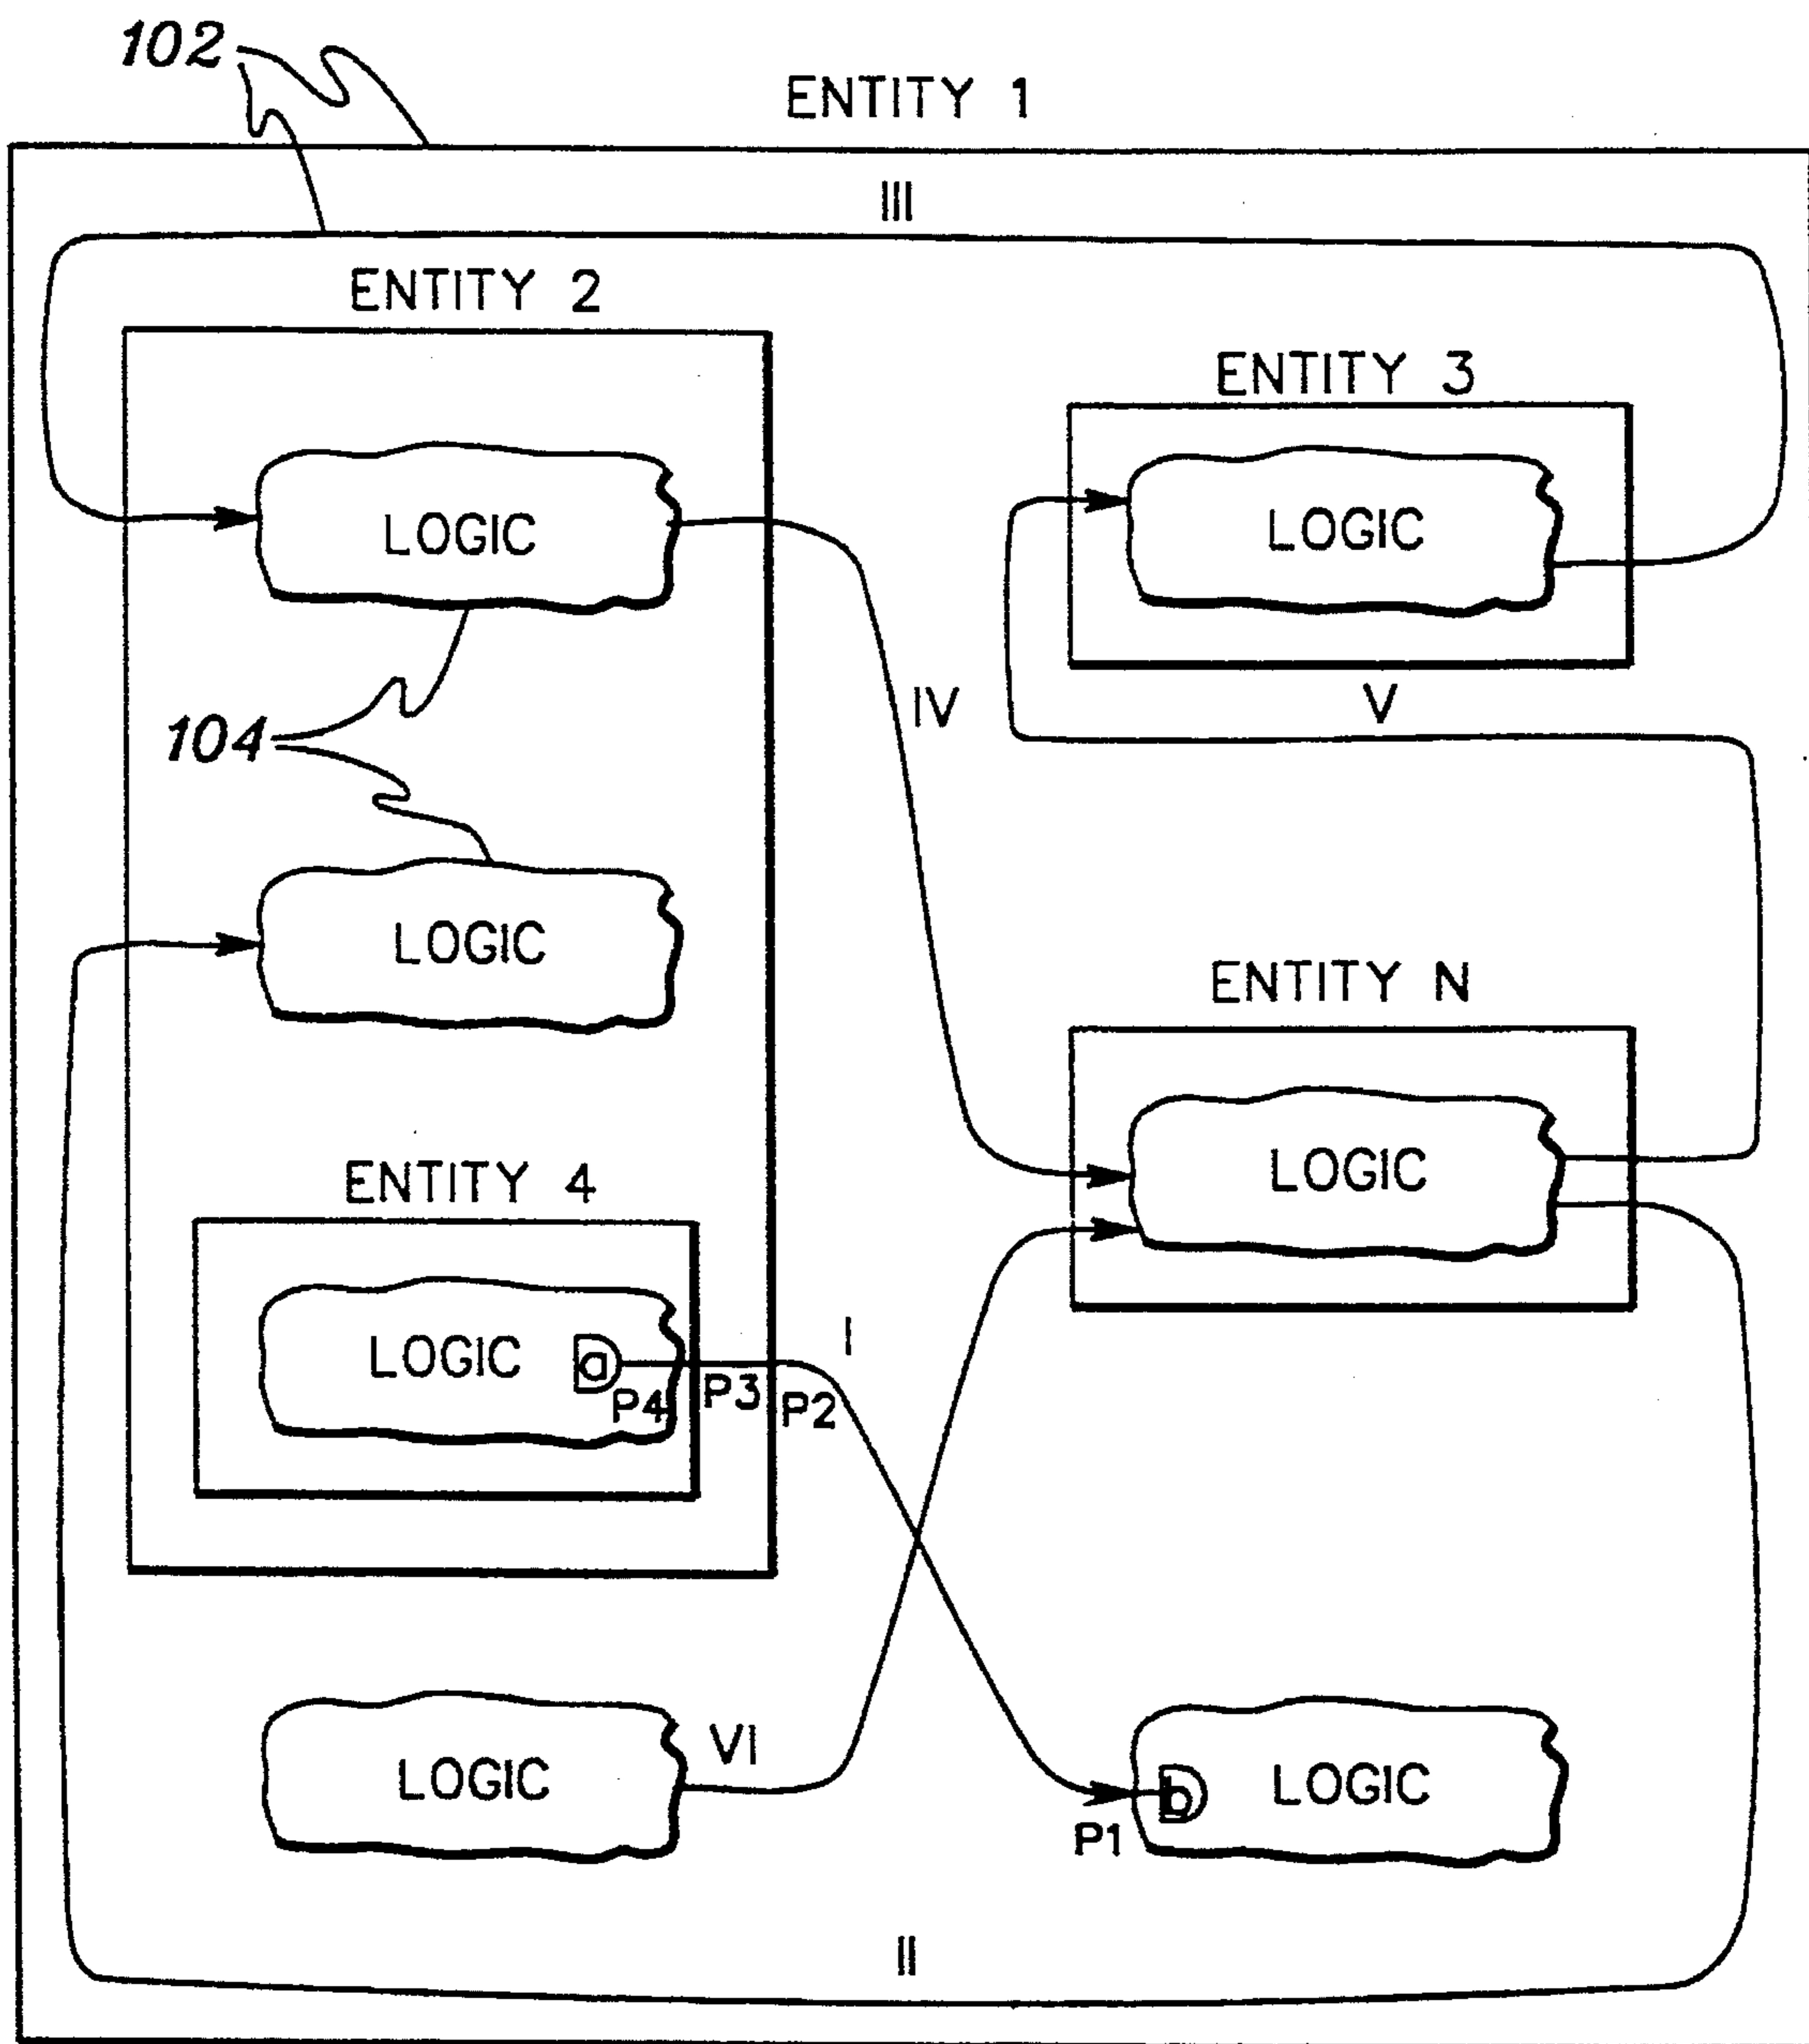 102
ENTITY 1
III
ENTITY 2
ENTITY 3
LOGIC
LOGIC
104
IV
V
LOGIC
ENTITY N
LOGIC
ENTITY 4
LOGIC
a
P4
P3
P2
I
LOGIC
VI
P1
b
LOGIC
II